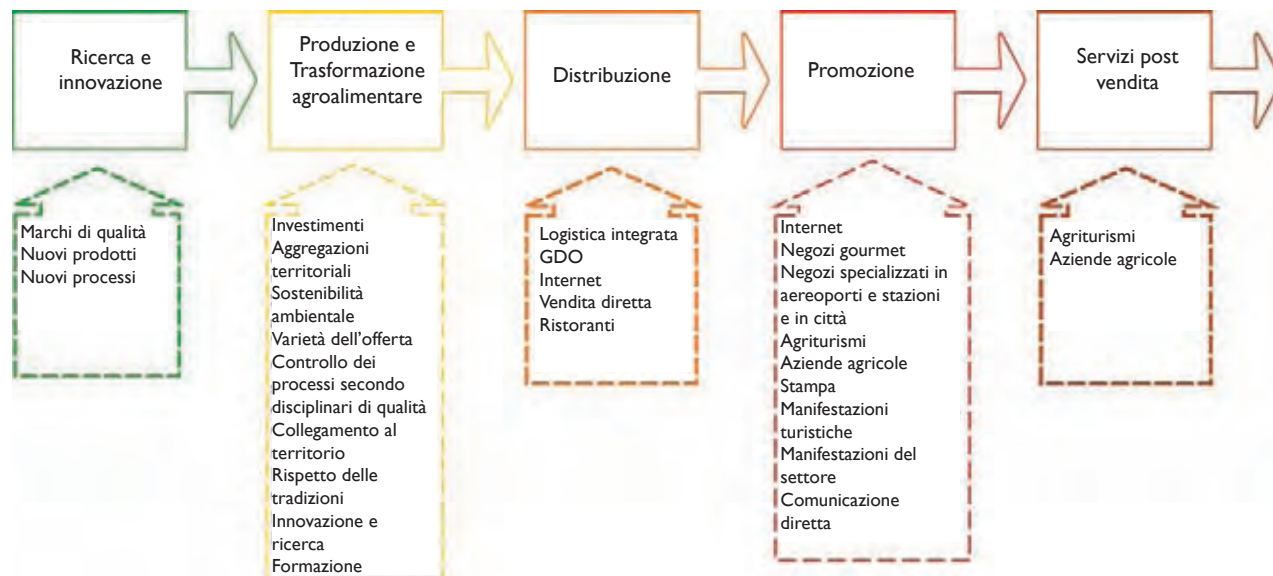 Ricerca e
innovazione
Produzione e
Trasformazione
agroalimentare
Distribuzione
Promozione
Servizi post
vendita
Marchi di qualità
Nuovi prodotti
Nuovi processi
Investimenti
Aggregazioni
territoriali
Sostenibilità
ambientale
Varietà dell'offerta
Controllo dei
processi secondo
disciplinari di qualità
Collegamento al
territorio
Rispetto delle
tradizioni
Innovazione e
ricerca
Formazione
Logistica integrata
GDO
Internet
Vendita diretta
Ristoranti
Internet
Negozi gourmet
Negozi specializzati in
aereoporti e stazioni
e in città
Agriturismi
Aziende agricole
Stampa
Manifestazioni
turistiche
Manifestazioni del
settore
Comunicazione
diretta
Agriturismi
Aziende agricole